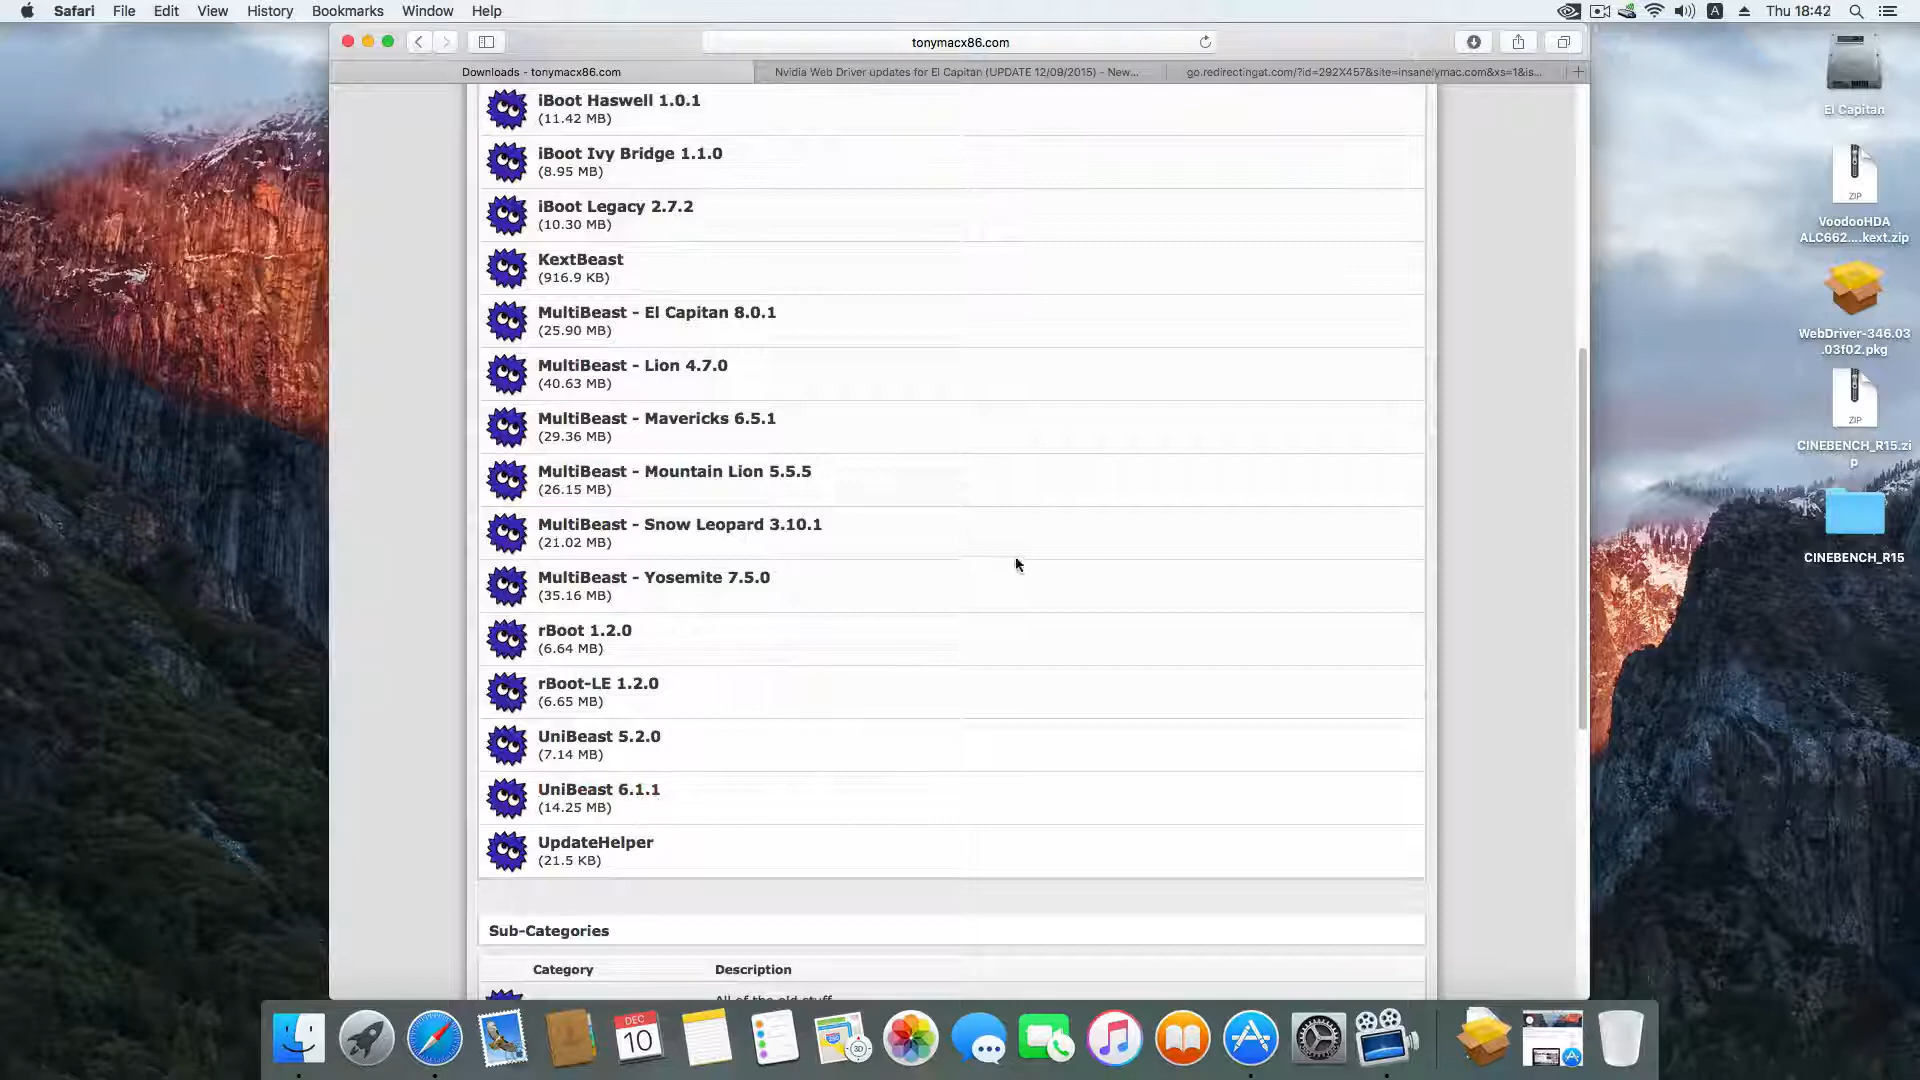 Safari File Edit View History Bookmarks Window Help
A Thu 18:42
tonymacx86.com
Downloads - tonymacx86.com
Nvidia Web Driver updates for El Capitan (UPDATE 12/09/2015) - New...
go.redirectingat.com/?id=292X457&site=insanelymac.com&xs=1&is...
iBoot Haswell 1.0.1
(11.42 MB)
iBoot Ivy Bridge 1.1.0
(8.95 MB)
iBoot Legacy 2.7.2
(10.30 MB)
KextBeast
(916.9 KB)
MultiBeast - El Capitan 8.0.1
(25.90 MB)
MultiBeast - Lion 4.7.0
(40.63 MB)
MultiBeast - Mavericks 6.5.1
(29.36 MB)
MultiBeast - Mountain Lion 5.5.5
(26.15 MB)
MultiBeast - Snow Leopard 3.10.1
(21.02 MB)
MultiBeast - Yosemite 7.5.0
(35.16 MB)
rBoot 1.2.0
(6.64 MB)
rBoot-LE 1.2.0
(6.65 MB)
UniBeast 5.2.0
(7.14 MB)
UniBeast 6.1.1
(14.25 MB)
UpdateHelper
(21.5 KB)
Sub-Categories
Category Description
All of the old stuff
El Capitan
ZIP
VoodooHDA
ALC662....kext.zip
WebDriver-346.03
.03f02.pkg
ZIP
CINEBENCH_R15.zi
p
CINEBENCH_R15
DEC
10
280
3D